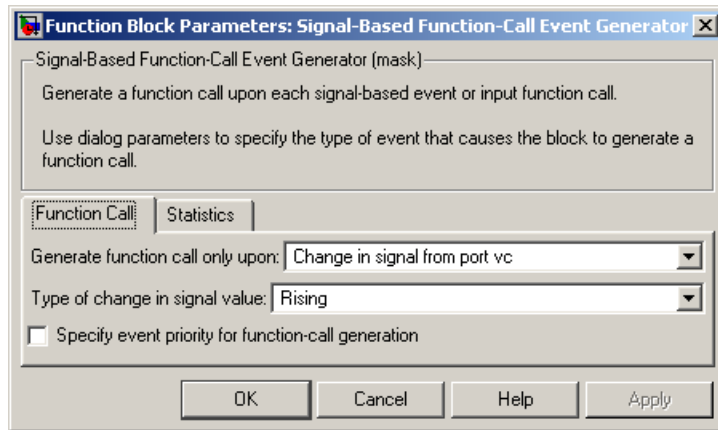 Function Block Parameters: Signal-Based Function-Call Event Generator
Signal-Based Function-Call Event Generator (mask)
Generate a function call upon each signal-based event or input function call.
Use dialog parameters to specify the type of event that causes the block to generate a
function call.
Function Call
Statistics
Generate function call only upon: Change in signal from port vc
Type of change in signal value: Rising
Specify event priority for function-call generation
OK
Cancel
Help
Apply